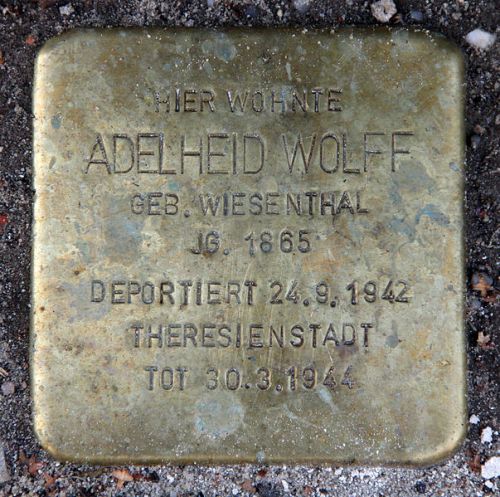 HIER WOHNTE
ADELHEID WOLFF
GEB. WIESENTHAL
JG. 1865
DEPORTIERT 24.9.1942
THERESIENSTADT
TOT 30.3.1944